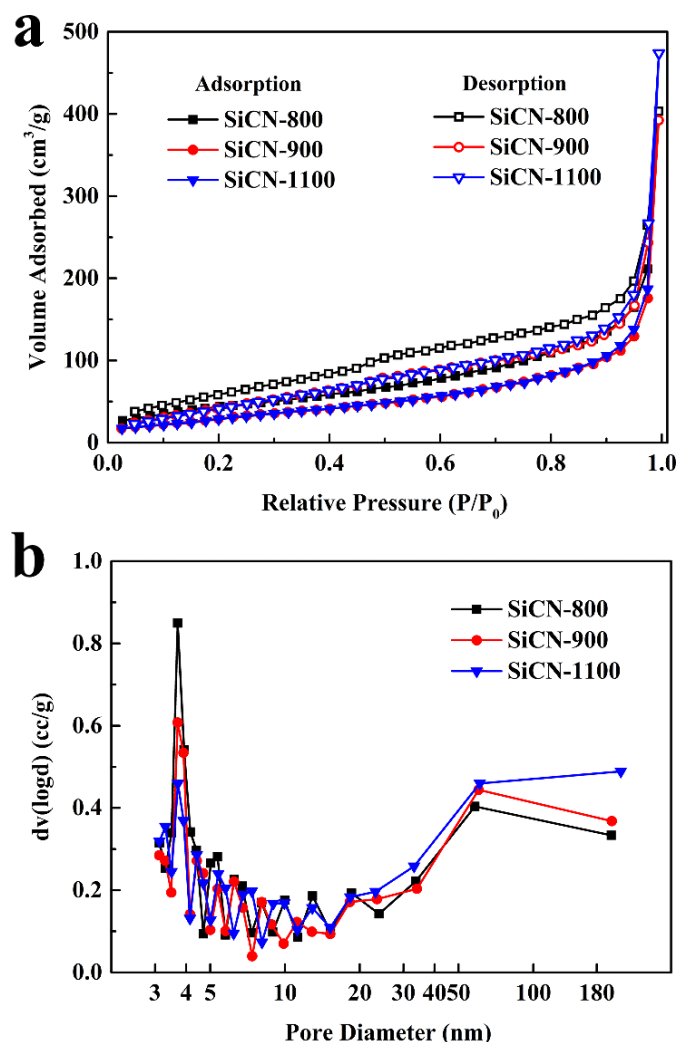 a
500
400
300
200
100
0
Volume Adsorbed (cm³/g)
Adsorption
SiCN-800
SiCN-900
SiCN-1100
Desorption
SiCN-800
SiCN-900
SiCN-1100
0.0 0.2 0.4 0.6 0.8 1.0
Relative Pressure (P/P₀)
b
1.0
0.8
0.6
0.4
0.2
0.0
dv(logd) (cc/g)
SiCN-800
SiCN-900
SiCN-1100
3 4 5 10 20 30 40 50 100 180
Pore Diameter (nm)